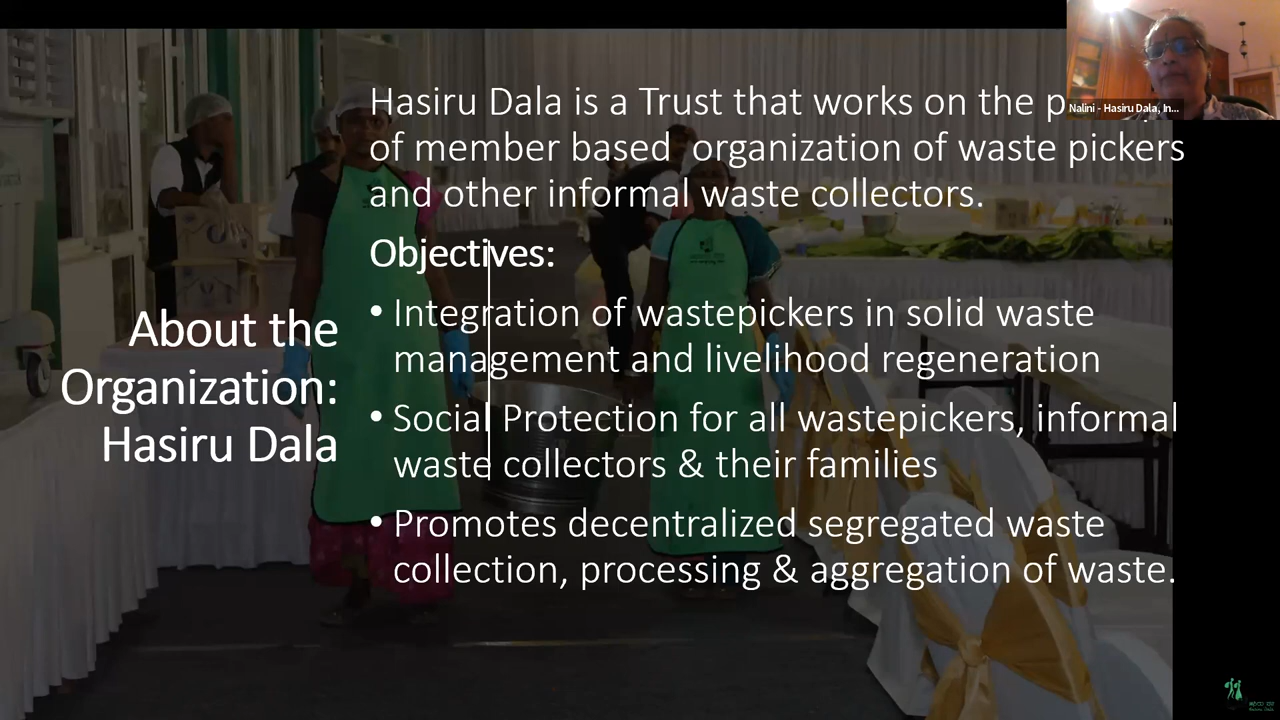 Hasiru Dala is a Trust that works on the
of member based organization of waste pickers
and other informal waste collectors.
Nalini - Hasiru Dala, In...
About the
Organization:
Hasiru Dala
Objectives:
• Integration of wastepickers in solid waste
management and livelihood regeneration
• Social Protection for all wastepickers, informal
waste collectors & their families
• Promotes decentralized segregated waste
collection, processing & aggregation of waste.